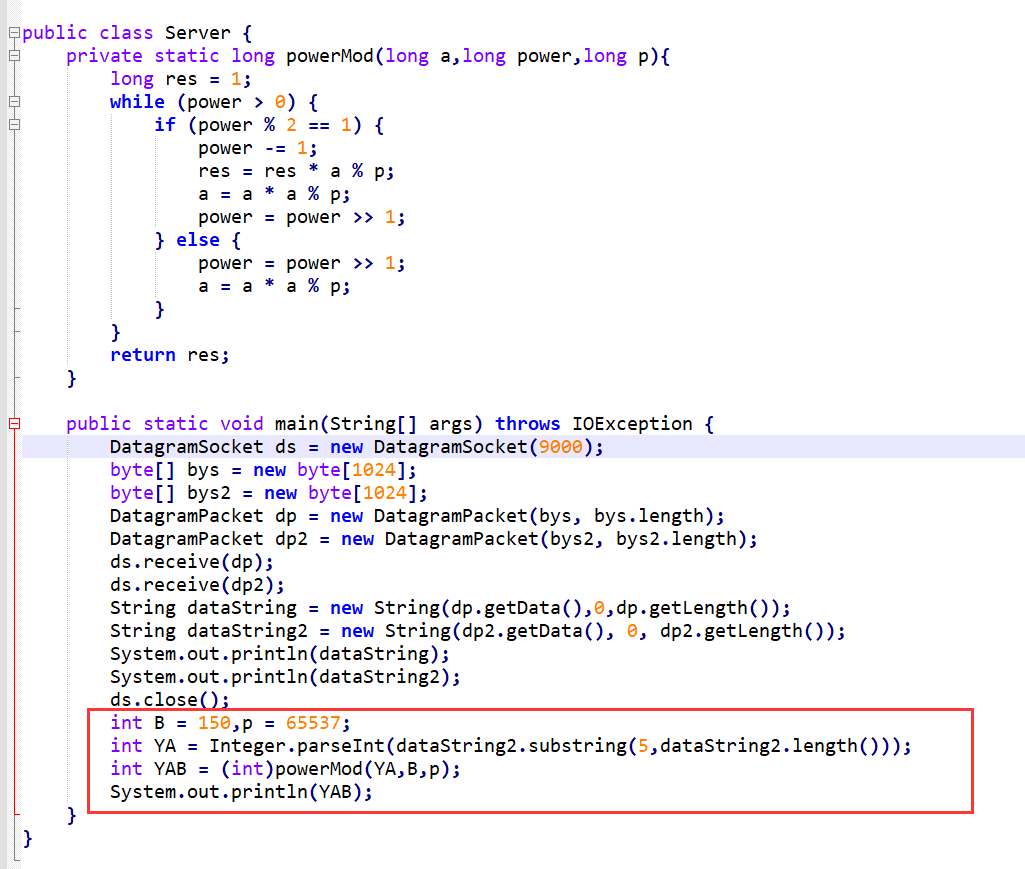 public class Server {
    private static long powerMod(long a,long power,long p){
        long res = 1;
        while (power > 0) {
            if (power % 2 == 1) {
                power -= 1;
                res = res * a % p;
                a = a * a % p;
                power = power >> 1;
            } else {
                power = power >> 1;
                a = a * a % p;
            }
        }
        return res;
    }

    public static void main(String[] args) throws IOException {
        DatagramSocket ds = new DatagramSocket(9000);
        byte[] bys = new byte[1024];
        byte[] bys2 = new byte[1024];
        DatagramPacket dp = new DatagramPacket(bys, bys.length);
        DatagramPacket dp2 = new DatagramPacket(bys2, bys2.length);
        ds.receive(dp);
        ds.receive(dp2);
        String dataString = new String(dp.getData(),0,dp.getLength());
        String dataString2 = new String(dp2.getData(), 0, dp2.getLength());
        System.out.println(dataString);
        System.out.println(dataString2);
        ds.close();
        int B = 150,p = 65537;
        int YA = Integer.parseInt(dataString2.substring(5,dataString2.length()));
        int YAB = (int)powerMod(YA,B,p);
        System.out.println(YAB);
    }
}